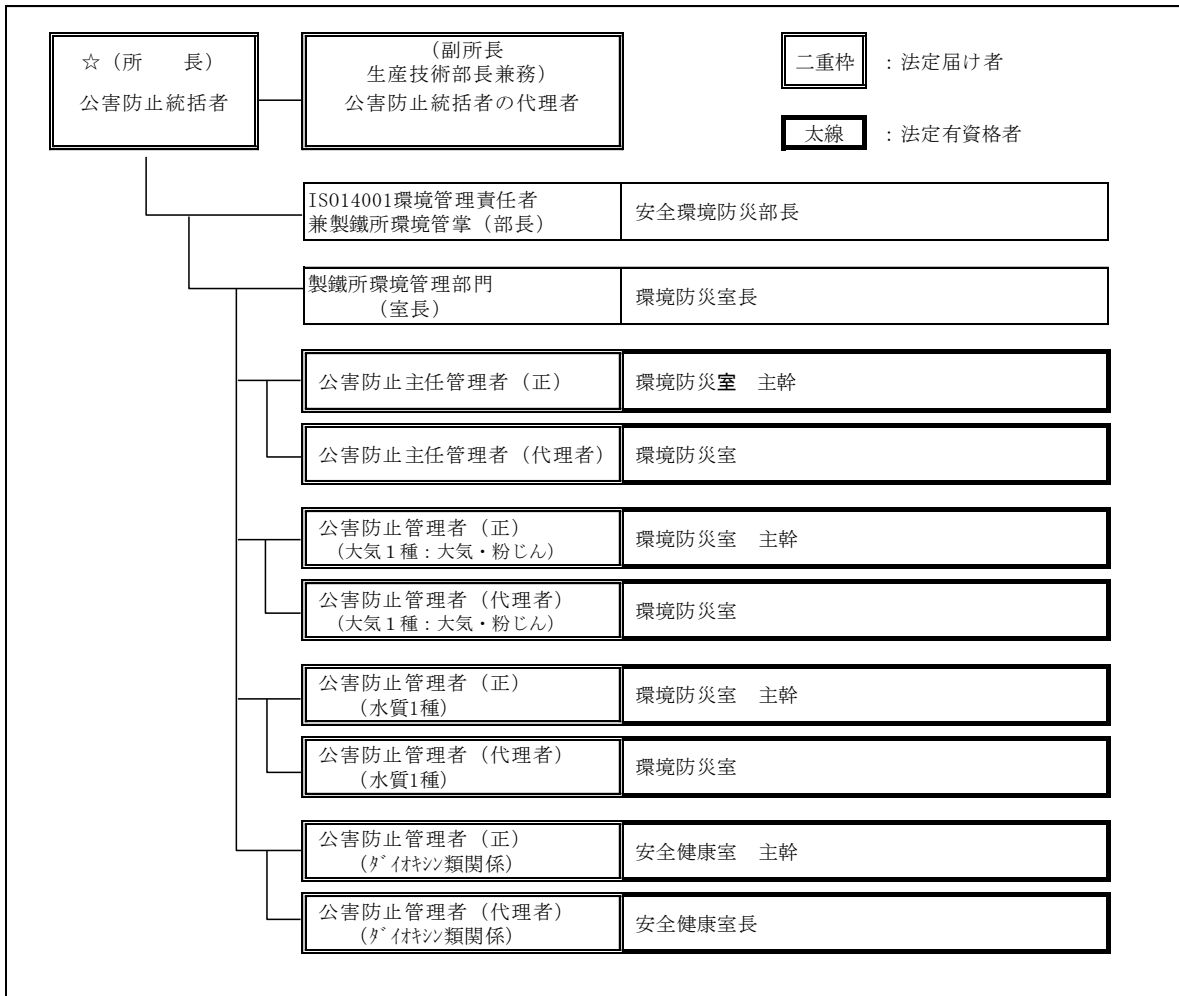 ☆（所　　長）
公害防止統括者
（副所長
生産技術部長兼務）
公害防止統括者の代理者
二重枠 ：法定届け者
太線 ：法定有資格者
ISO14001環境管理責任者
兼製鐵所環境管掌（部長）
安全環境防災部長
製鐵所環境管理部門
（室長）
環境防災室長
公害防止主任管理者（正）
環境防災室　主幹
公害防止主任管理者（代理者）
環境防災室
公害防止管理者（正）
（大気１種：大気・粉じん）
環境防災室　主幹
公害防止管理者（代理者）
（大気１種：大気・粉じん）
環境防災室
公害防止管理者（正）
（水質1種）
環境防災室　主幹
公害防止管理者（代理者）
（水質1種）
環境防災室
公害防止管理者（正）
（ﾀﾞｲｵｷｼﾝ類関係）
安全健康室　主幹
公害防止管理者（代理者）
（ﾀﾞｲｵｷｼﾝ類関係）
安全健康室長